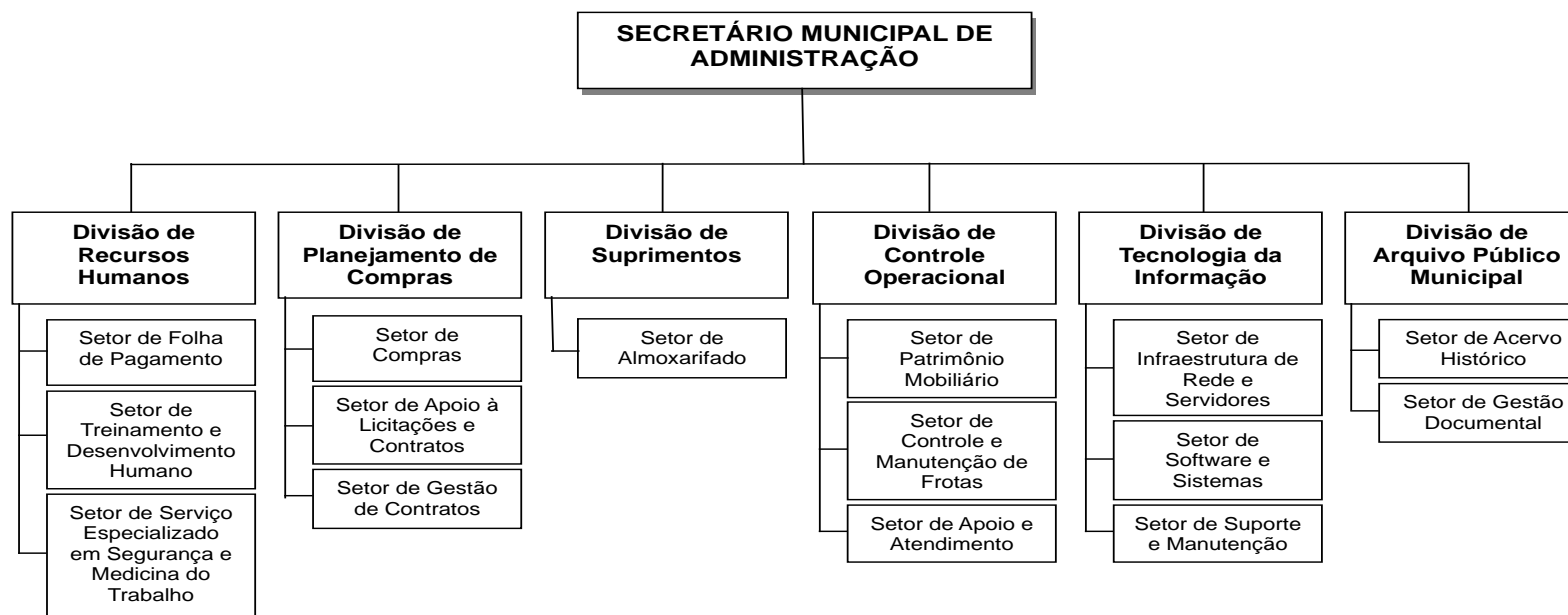 SECRETÁRIO MUNICIPAL DE
ADMINISTRAÇÃO
Divisão de
Recursos
Humanos
Setor de Folha
de Pagamento
Setor de
Treinamento e
Desenvolvimento
Humano
Setor de Serviço
Especializado
em Segurança e
Medicina do
Trabalho
Divisão de
Planejamento de
Compras
Setor de
Compras
Setor de Apoio à
Licitações e
Contratos
Setor de Gestão
de Contratos
Divisão de
Suprimentos
Setor de
Almoxarifado
Divisão de
Controle
Operacional
Setor de
Patrimônio
Mobiliário
Setor de
Controle e
Manutenção de
Frotas
Setor de Apoio e
Atendimento
Divisão de
Tecnologia da
Informação
Setor de
Infraestrutura de
Rede e
Servidores
Setor de
Software e
Sistemas
Setor de Suporte
e Manutenção
Divisão de
Arquivo Público
Municipal
Setor de Acervo
Histórico
Setor de Gestão
Documental